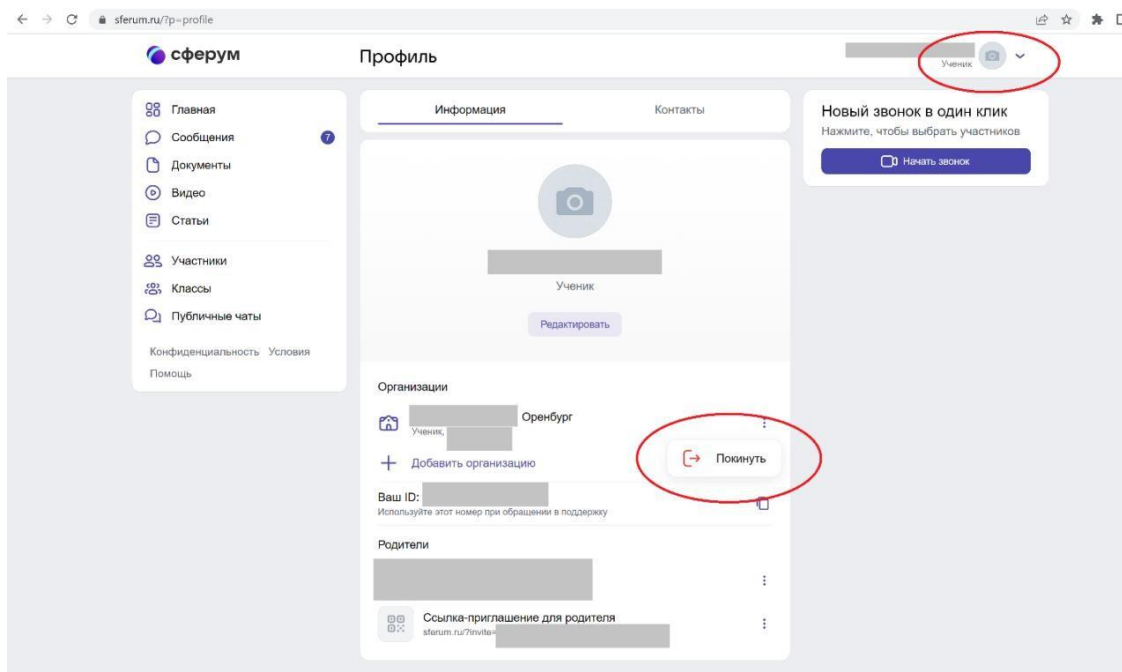 sferum.ru/?p=profile
сферум
Профиль
Ученик
Главная
Сообщения 7
Документы
Видео
Статьи
Участники
Классы
Публичные чаты
Конфиденциальность Условия
Помощь
Информация Контакты
Ученик
Редактировать
Организации
Оренбург
Ученик,
Добавить организацию
Покинуть
Ваш ID:
Используйте этот номер при обращении в поддержку
Родители
Ссылка-приглашение для родителя
sferum.ru/?invite=
Новый звонок в один клик
Нажмите, чтобы выбрать участников
Начать звонок